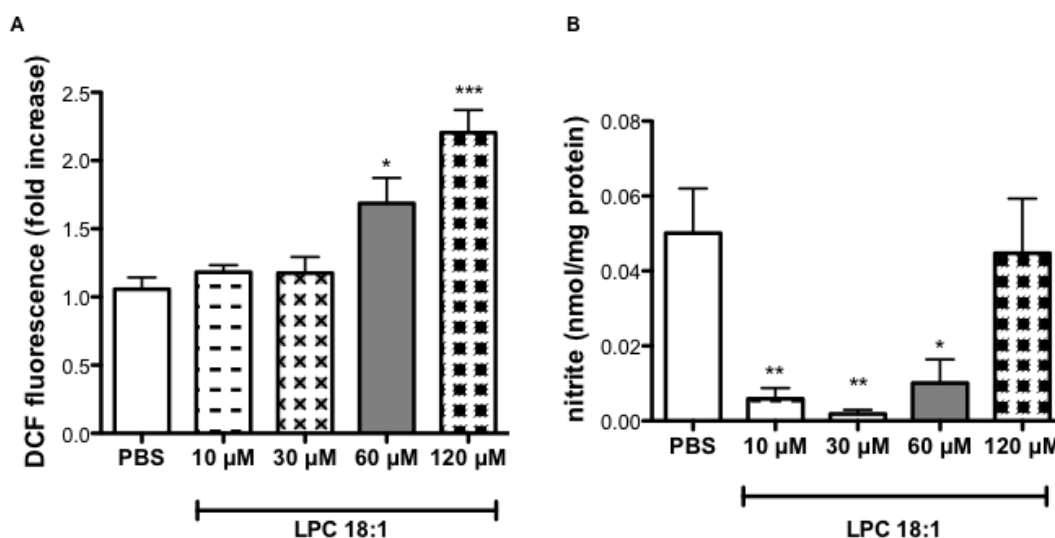 A
DCF fluorescence (fold increase)
2.5
2.0
1.5
1.0
0.5
0.0
*
***
PBS 10 µM 30 µM 60 µM 120 µM
LPC 18:1
B
nitrite (nmol/mg protein)
0.08
0.06
0.04
0.02
0.00
**
**
*
PBS 10 µM 30 µM 60 µM 120 µM
LPC 18:1